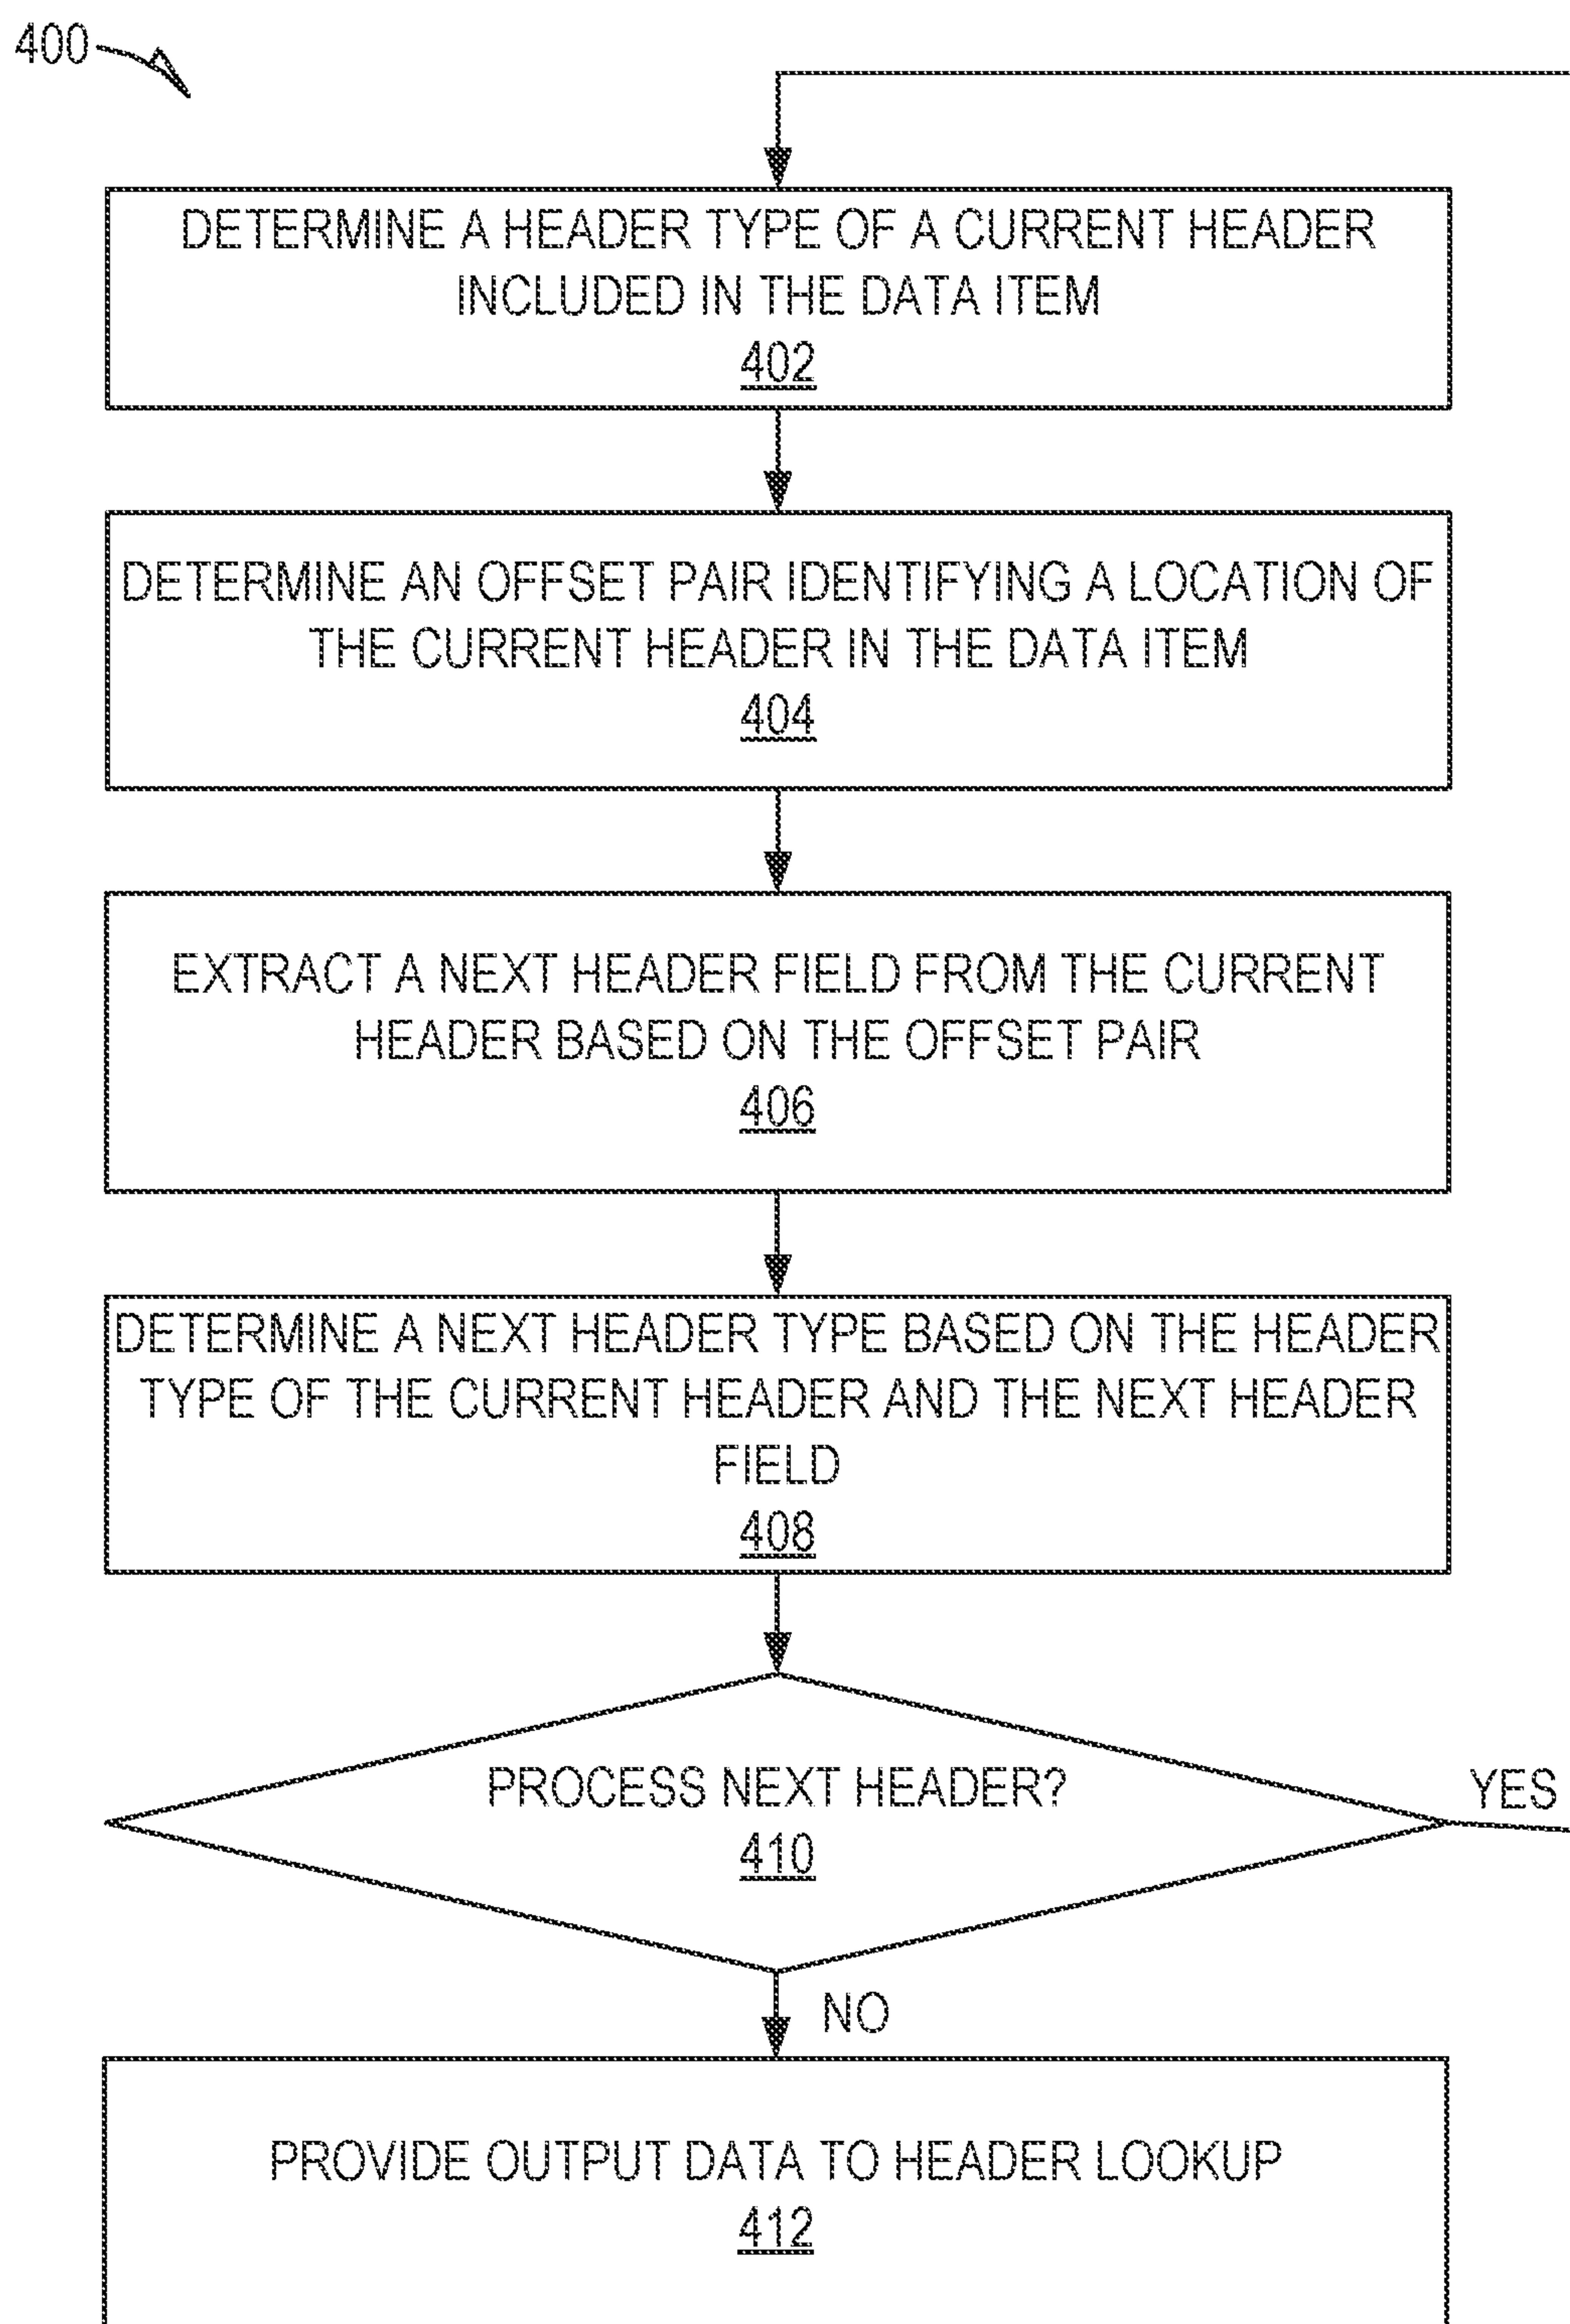 400
DETERMINE A HEADER TYPE OF A CURRENT HEADER
INCLUDED IN THE DATA ITEM
402
DETERMINE AN OFFSET PAIR IDENTIFYING A LOCATION OF
THE CURRENT HEADER IN THE DATA ITEM
404
EXTRACT A NEXT HEADER FIELD FROM THE CURRENT
HEADER BASED ON THE OFFSET PAIR
406
DETERMINE A NEXT HEADER TYPE BASED ON THE HEADER
TYPE OF THE CURRENT HEADER AND THE NEXT HEADER
FIELD
408
PROCESS NEXT HEADER?
YES
410
NO
PROVIDE OUTPUT DATA TO HEADER LOOKUP
412